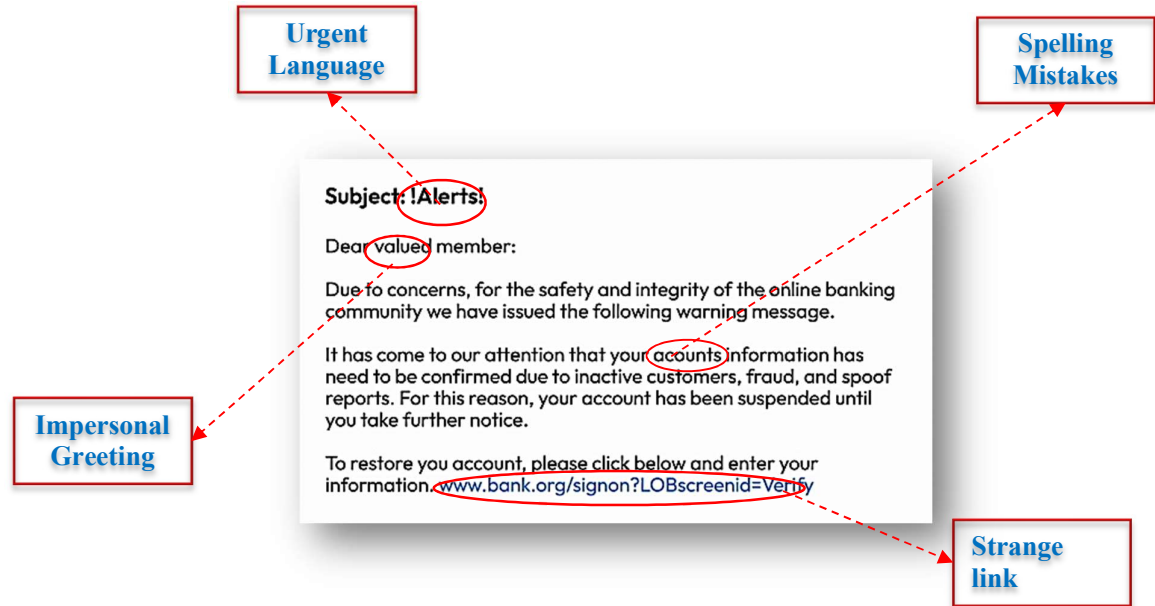 Urgent
Language
Spelling
Mistakes
Subject: !Alerts!
Dear valued member:
Due to concerns, for the safety and integrity of the online banking
community we have issued the following warning message.
It has come to our attention that your acounts information has
need to be confirmed due to inactive customers, fraud, and spoof
reports. For this reason, your account has been suspended until
you take further notice.
Impersonal
Greeting
To restore you account, please click below and enter your
information. www.bank.org/signon?LOBscreenid=Verify
Strange
link